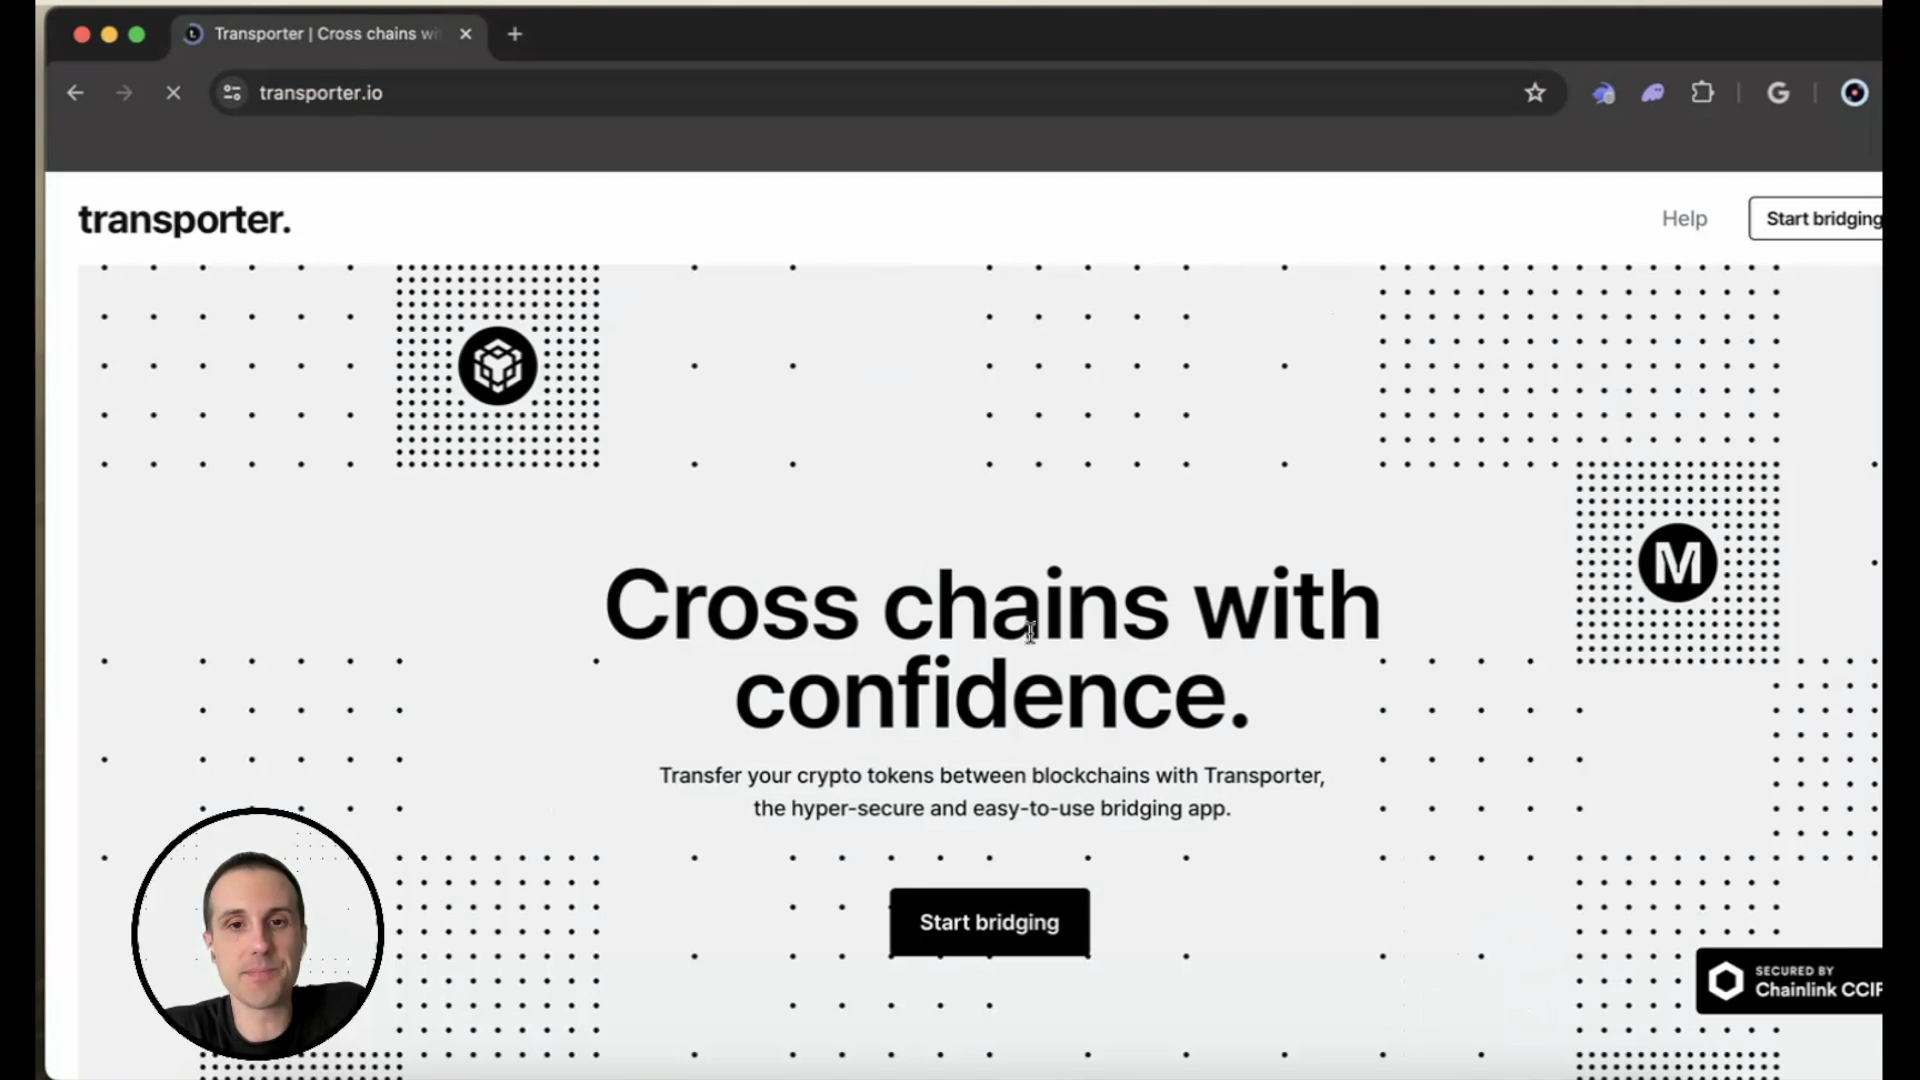 Transporter | Cross chains wi
transporter.io
transporter.
Help
Start bridging
M
Cross chains with
confidence.
Transfer your crypto tokens between blockchains with Transporter,
the hyper-secure and easy-to-use bridging app.
Start bridging
SECURED BY
Chainlink CCIP